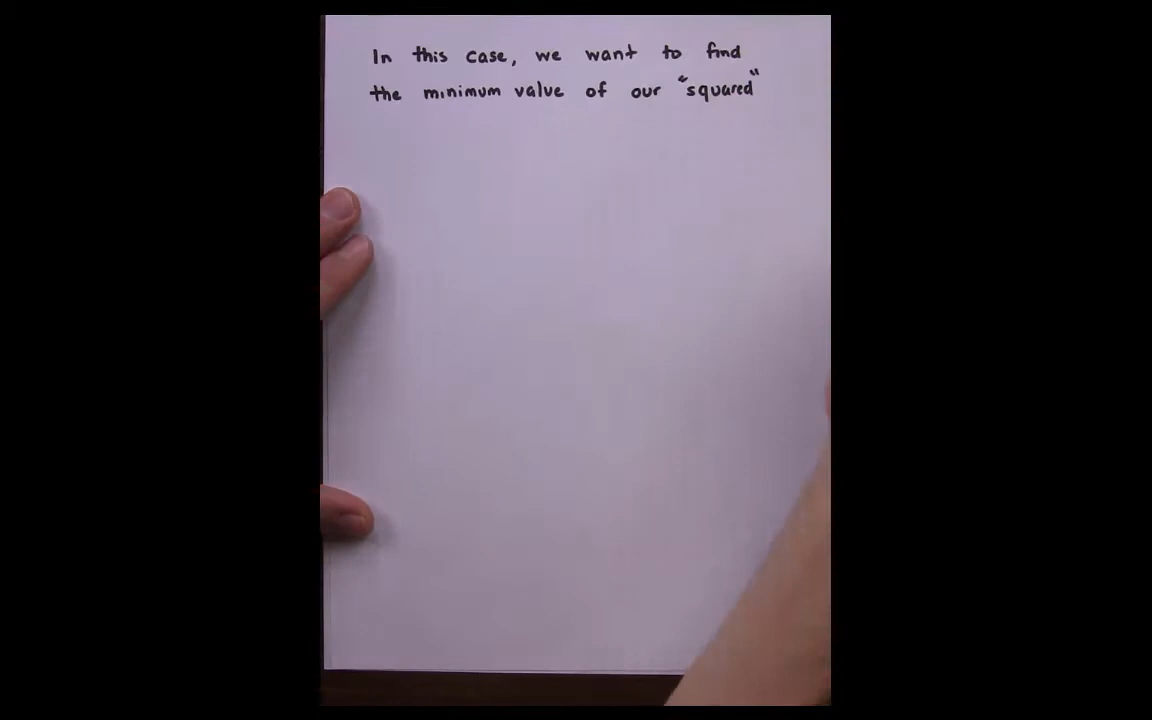 In this case, we want to find
the minimum value of our "squared"